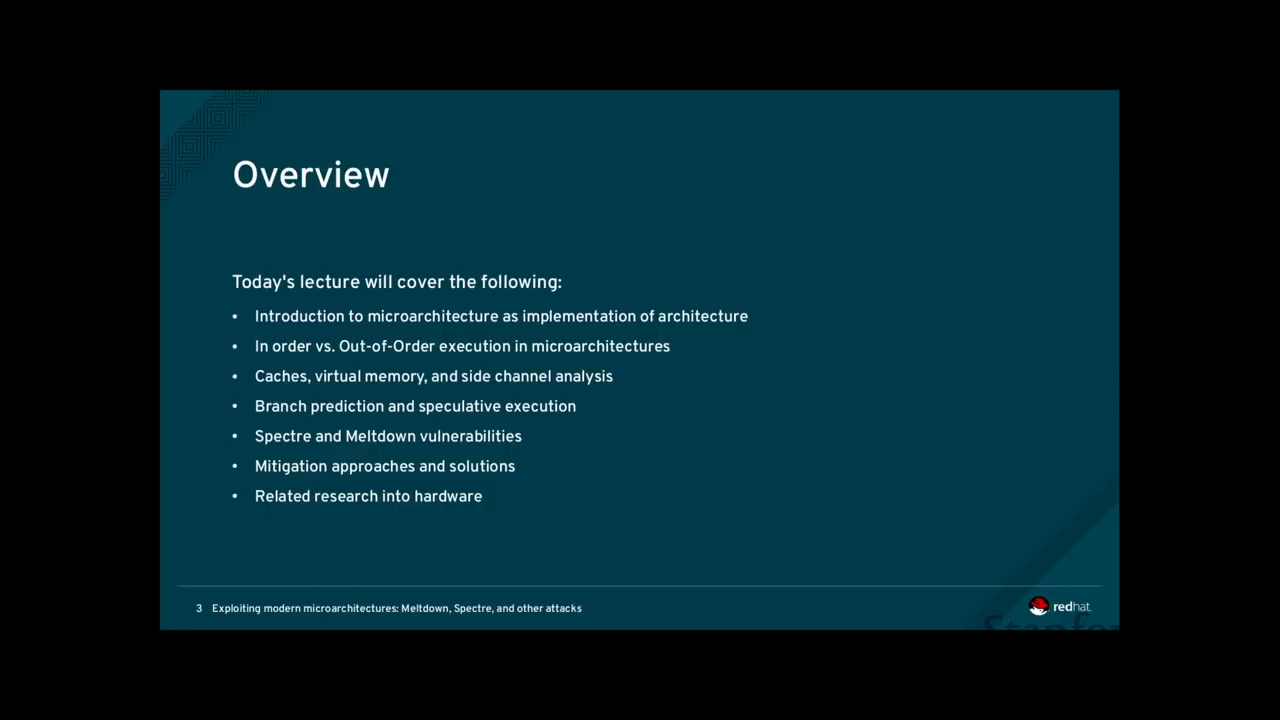 Overview
Today's lecture will cover the following:
• Introduction to microarchitecture as implementation of architecture
• In order vs. Out-of-Order execution in microarchitectures
• Caches, virtual memory, and side channel analysis
• Branch prediction and speculative execution
• Spectre and Meltdown vulnerabilities
• Mitigation approaches and solutions
• Related research into hardware
3 Exploiting modern microarchitectures: Meltdown, Spectre, and other attacks
redhat.